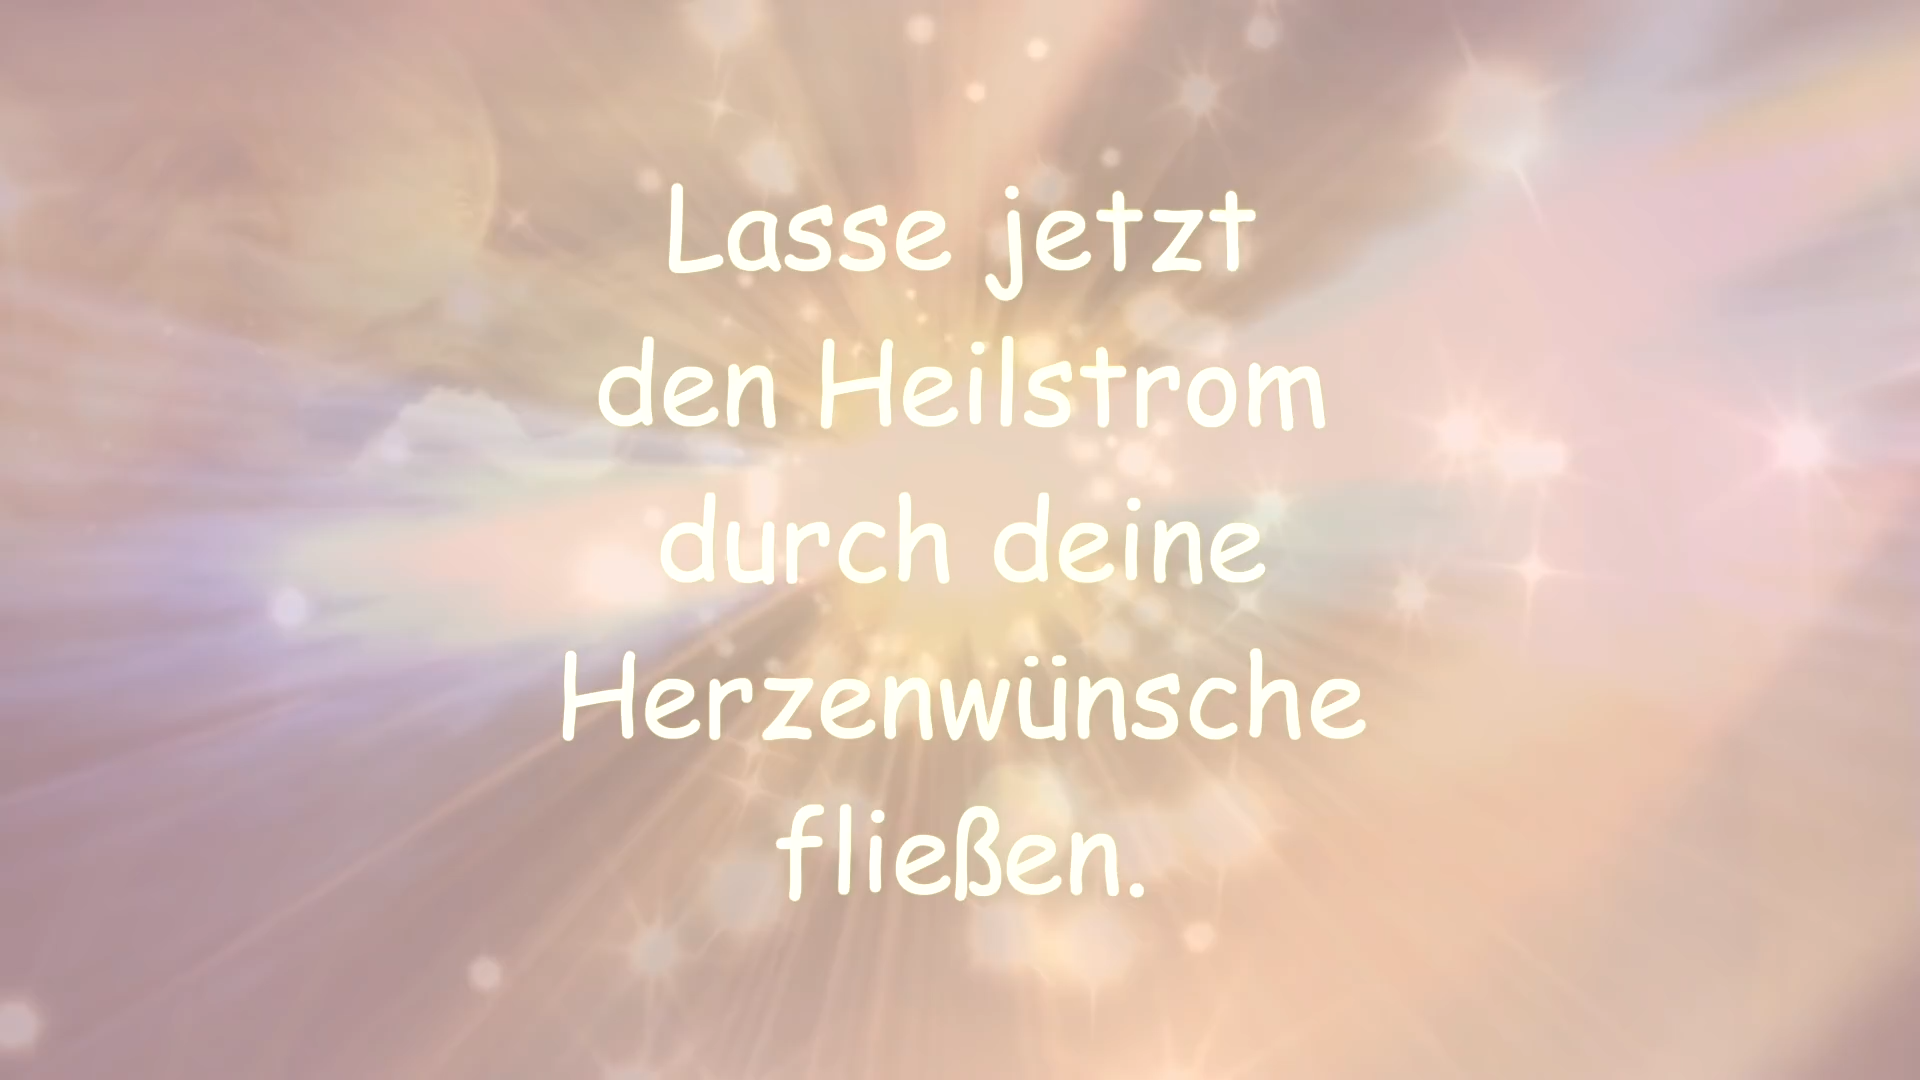 Lasse jetzt
den Heilstrom
durch deine
Herzenwünsche
fließen.